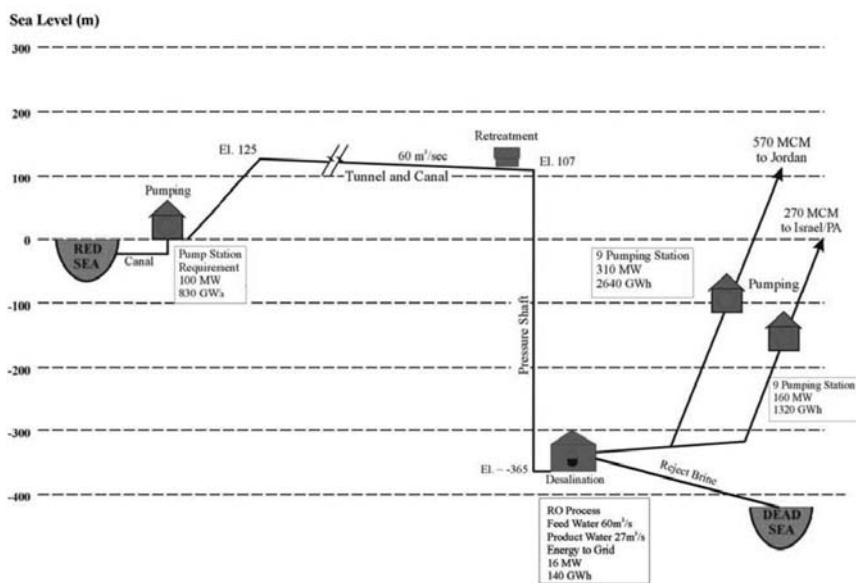 Sea Level (m)
300
200
100
0
-100
-200
-300
-400
El. 125
60 m³/sec
Retreatment
El. 107
Tunnel and Canal
570 MCM
to Jordan
270 MCM
to Israel/PA
Pumping
RED
SEA
Canal
Pump Station
Requirement
100 MW
830 GWa
9 Pumping Station
310 MW
2640 GWh
Pumping
Pressure Shaft
9 Pumping Station
160 MW
1320 GWh
El. – -365
Desalination
Reject Brine
DEAD
SEA
RO Process
Feed Water 60m³/s
Product Water 27m³/s
Energy to Grid
16 MW
140 GWh